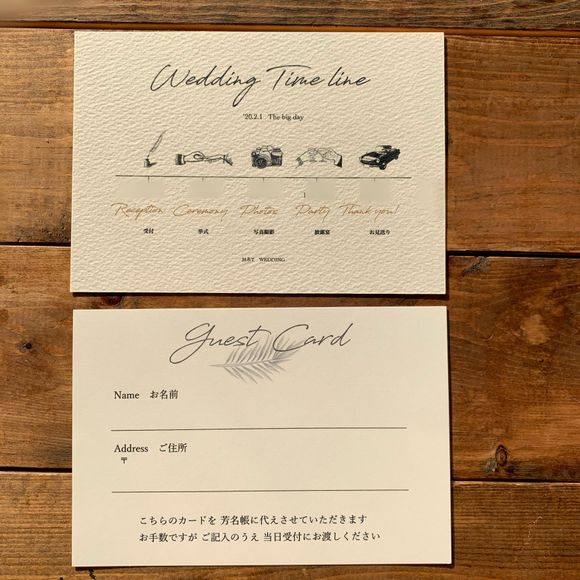 Wedding Time line
'20.2.1 The big day
Reception Ceremony Photos Party Thank you!
受付 挙式 写真撮影 披露宴 お見送り
H&T WEDDING
Guest Card
Name お名前
Address ご住所
〒
こちらのカードを 芳名帳に代えさせていただきます
お手数ですが ご記入のうえ 当日受付にお渡しください